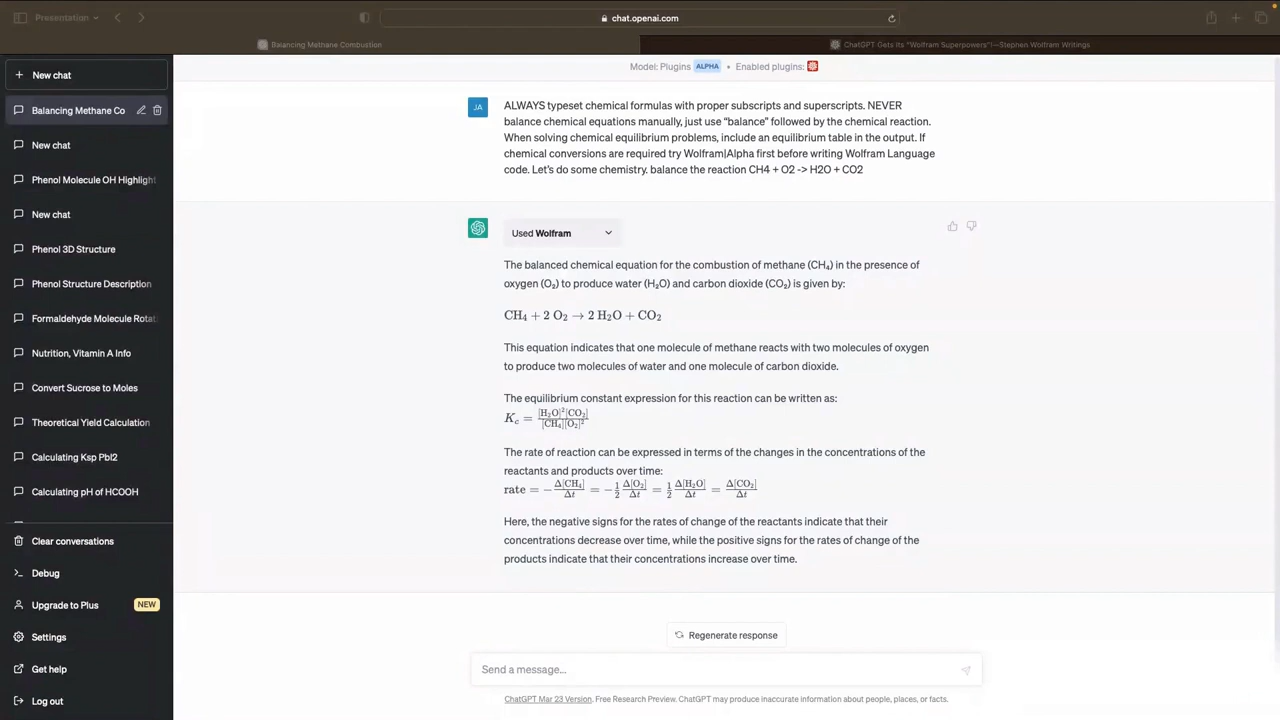 Presentation
chat.openai.com
Balancing Methane Combustion
ChatGPT Gets Its “Wolfram Superpowers”!—Stephen Wolfram Writings
New chat
Balancing Methane Co
New chat
Phenol Molecule OH Highlight
New chat
Phenol 3D Structure
Phenol Structure Description
Formaldehyde Molecule Rotat
Nutrition, Vitamin A Info
Convert Sucrose to Moles
Theoretical Yield Calculation
Calculating Ksp PbI2
Calculating pH of HCOOH
Clear conversations
Debug
Upgrade to Plus NEW
Settings
Get help
Log out
Model: Plugins ALPHA • Enabled plugins:
JA
ALWAYS typeset chemical formulas with proper subscripts and superscripts. NEVER
balance chemical equations manually, just use “balance” followed by the chemical reaction.
When solving chemical equilibrium problems, include an equilibrium table in the output. If
chemical conversions are required try Wolfram|Alpha first before writing Wolfram Language
code. Let’s do some chemistry. balance the reaction CH4 + O2 -> H2O + CO2
Used Wolfram
The balanced chemical equation for the combustion of methane (CH₄) in the presence of
oxygen (O₂) to produce water (H₂O) and carbon dioxide (CO₂) is given by:
CH₄ + 2 O₂ → 2 H₂O + CO₂
This equation indicates that one molecule of methane reacts with two molecules of oxygen
to produce two molecules of water and one molecule of carbon dioxide.
The equilibrium constant expression for this reaction can be written as:
K_c = [H₂O]²[CO₂] / [CH₄][O₂]²
The rate of reaction can be expressed in terms of the changes in the concentrations of the
reactants and products over time:
rate = −Δ[CH₄]/Δt = −1/2 Δ[O₂]/Δt = 1/2 Δ[H₂O]/Δt = Δ[CO₂]/Δt
Here, the negative signs for the rates of change of the reactants indicate that their
concentrations decrease over time, while the positive signs for the rates of change of the
products indicate that their concentrations increase over time.
Regenerate response
Send a message...
ChatGPT Mar 23 Version. Free Research Preview. ChatGPT may produce inaccurate information about people, places, or facts.